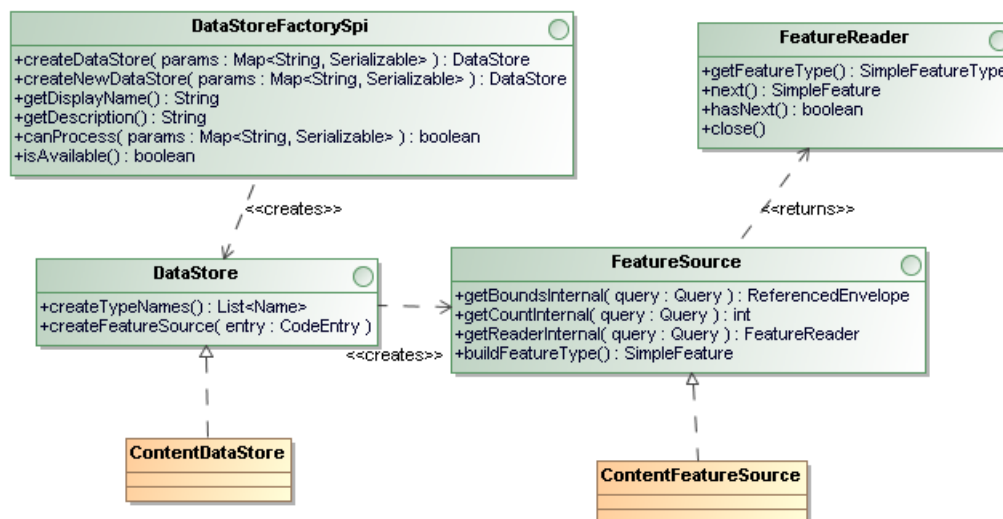 DataStoreFactorySpi
+createDataStore( params : Map<String, Serializable> ) : DataStore
+createNewDataStore( params : Map<String, Serializable> ) : DataStore
+getDisplayName() : String
+getDescription() : String
+canProcess( params : Map<String, Serializable> ) : boolean
+isAvailable() : boolean
FeatureReader
+getFeatureType() : SimpleFeatureType
+next() : SimpleFeature
+hasNext() : boolean
+close()
<<creates>>
<<returns>>
DataStore
+createTypeNames() : List<Name>
+createFeatureSource( entry : CodeEntry )
FeatureSource
+getBoundsInternal( query : Query ) : ReferencedEnvelope
+getCountInternal( query : Query ) : int
+getReaderInternal( query : Query ) : FeatureReader
+buildFeatureType() : SimpleFeature
<<creates>>
ContentDataStore
ContentFeatureSource